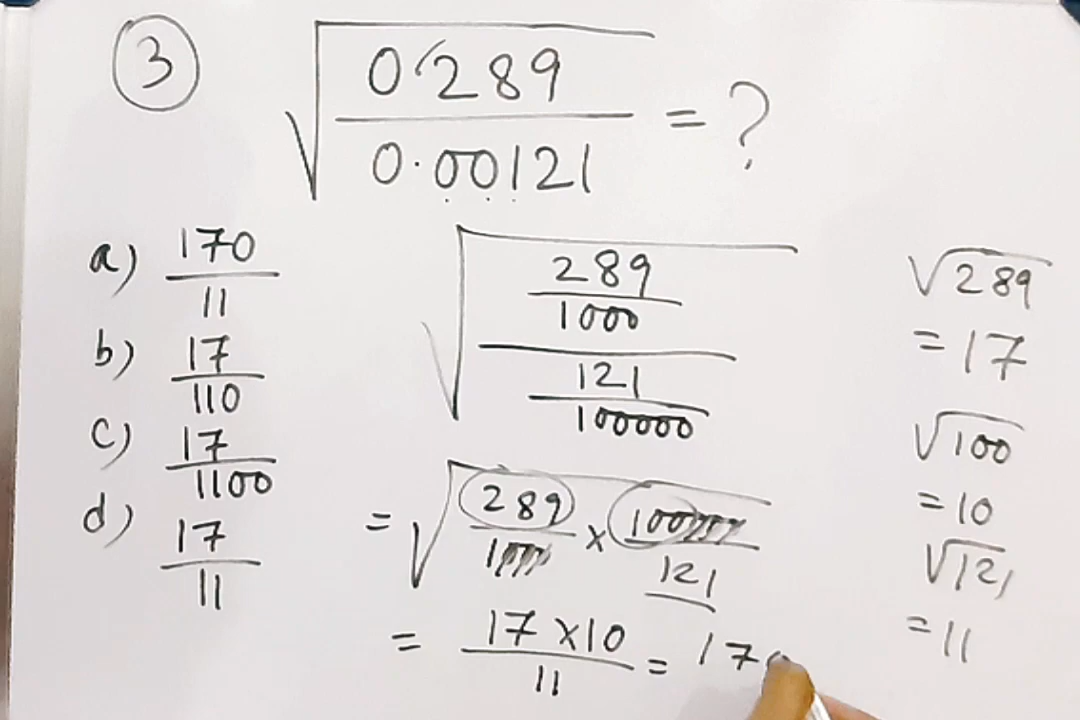 3
√(0.289/0.00121) = ?
a) 170/11
b) 17/110
c) 17/1100
d) 17/11
√((289/1000)/(121/100000))
= √(289/1000 × 100000/121)
= 17 × 10/11 = 17
√289
= 17
√100
= 10
√121
= 11